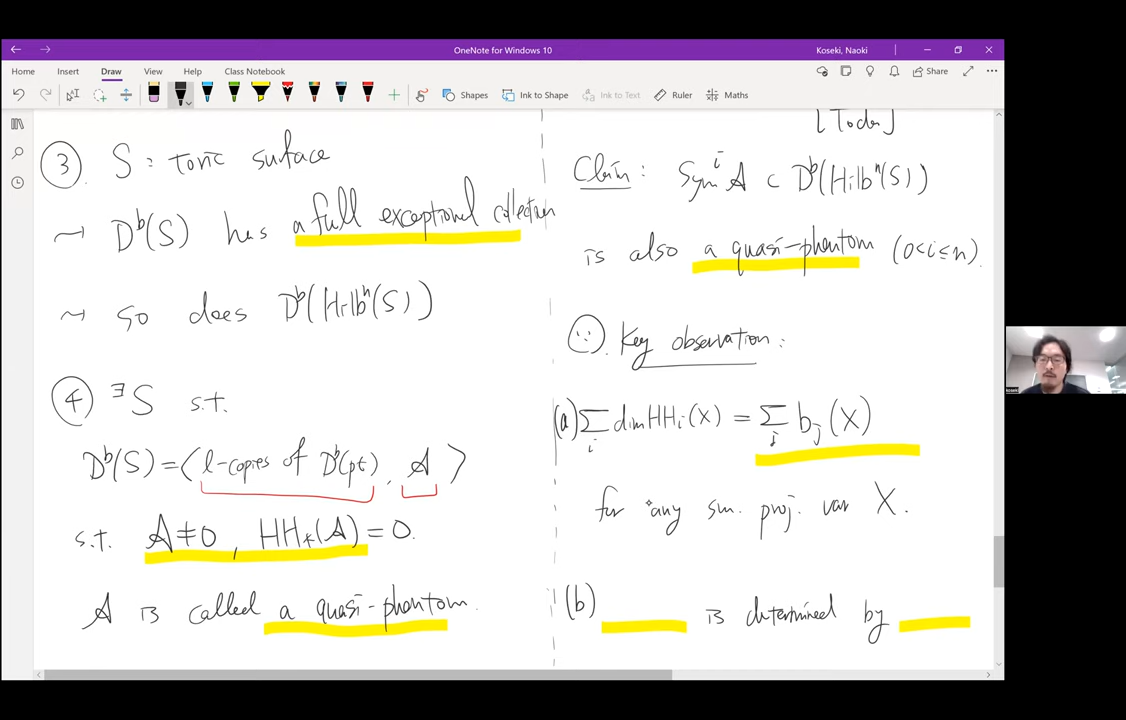 OneNote for Windows 10
Koseki, Naoki
Home Insert Draw View Help Class Notebook
Share
Shapes Ink to Shape Ink to Text Ruler Maths
③ S : toric surface
⇝ D^b(S) has a full exceptional collection
⇝ so does D^b(Hilb^n(S))
④ ∃S s.t.
D^b(S) = ⟨ l-copies of D^b(pt), A ⟩
s.t. A ≠ 0, HH_*(A) = 0.
A is called a quasi-phantom.
[Toda]
Claim : Sym^i A ⊂ D^b(Hilb^n(S))
is also a quasi-phantom (0<i≤n).
Key observation :
(a) Σ_i dim HH_i(X) = Σ_j b_j(X)
for any sm. proj. var X.
(b) is determined by
koseki